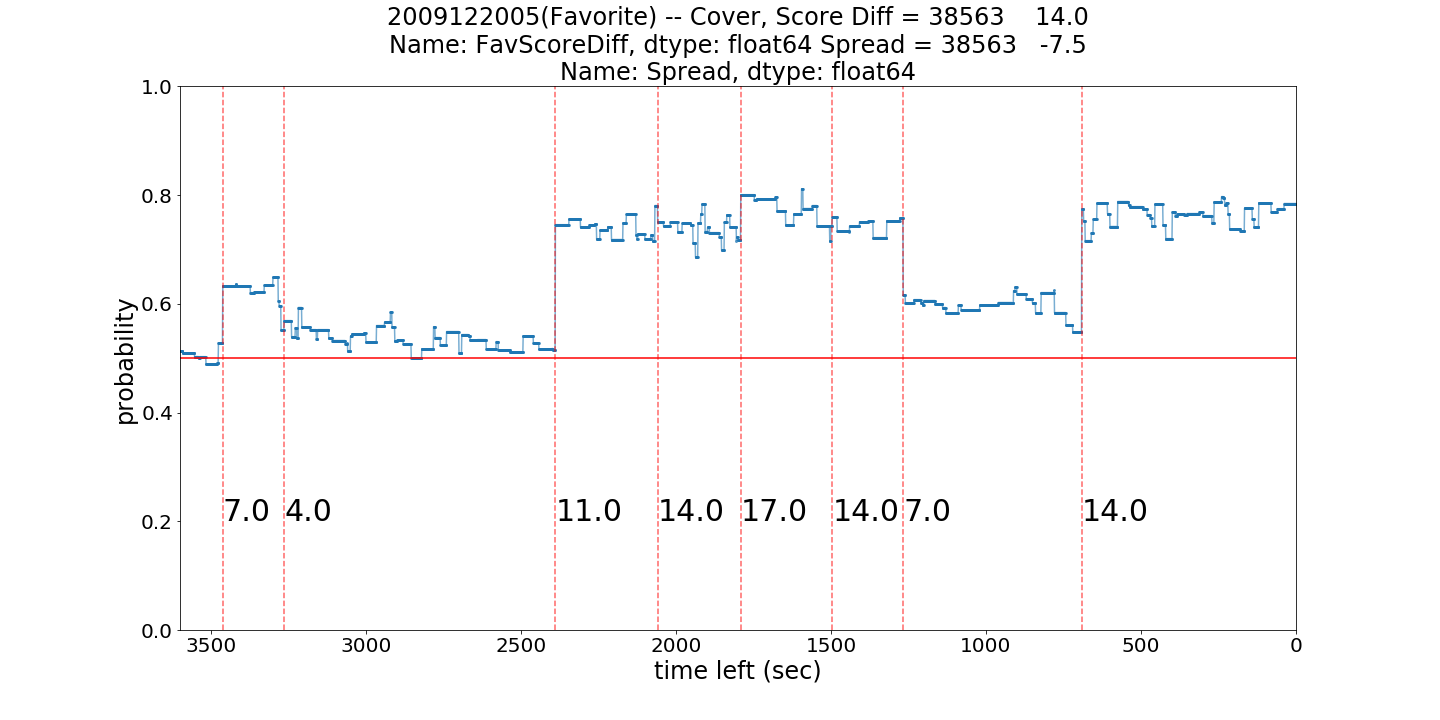 2009122005(Favorite) -- Cover, Score Diff = 38563    14.0
Name: FavScoreDiff, dtype: float64 Spread = 38563   -7.5
Name: Spread, dtype: float64
1.0
0.8
0.6
0.4
0.2
0.0
probability
7.0 4.0 11.0 14.0 17.0 14.0 7.0 14.0
3500 3000 2500 2000 1500 1000 500 0
time left (sec)